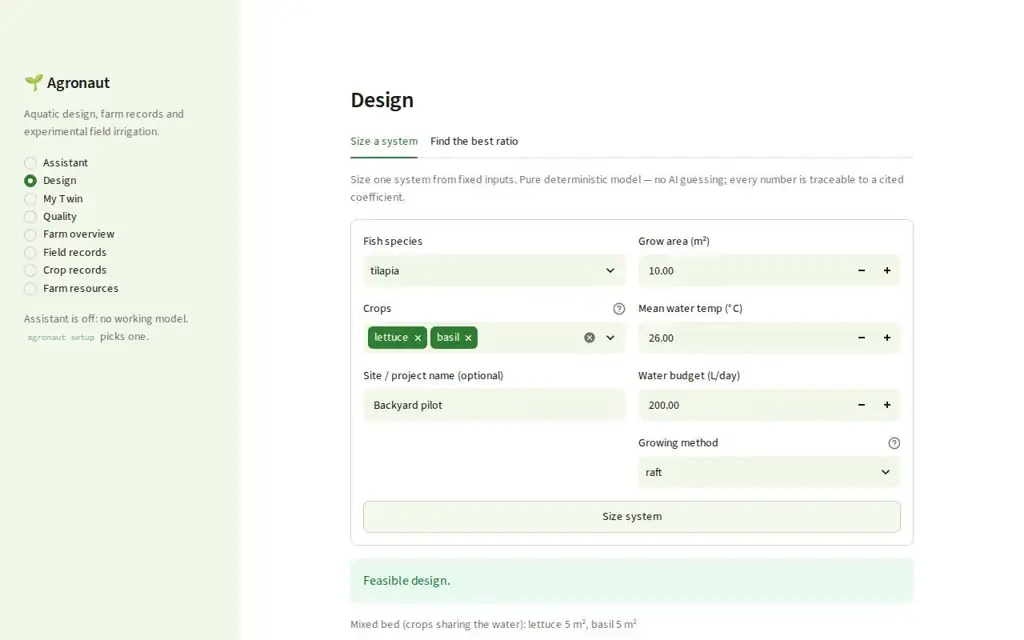 🌱 Agronaut
Aquatic design, farm records and
experimental field irrigation.
Assistant
Design
My Twin
Quality
Farm overview
Field records
Crop records
Farm resources
Assistant is off: no working model.
agronaut setup picks one.
Design
Size a system
Find the best ratio
Size one system from fixed inputs. Pure deterministic model — no AI guessing; every number is traceable to a cited
coefficient.
Fish species
Grow area (m²)
tilapia
10.00
Crops
Mean water temp (°C)
lettuce
basil
26.00
Site / project name (optional)
Water budget (L/day)
Backyard pilot
200.00
Growing method
raft
Size system
Feasible design.
Mixed bed (crops sharing the water): lettuce 5 m², basil 5 m²